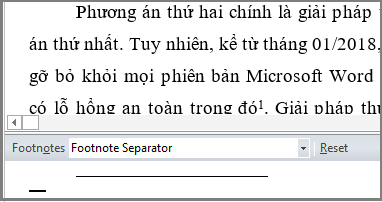 Phương án thứ hai chính là giải pháp
án thứ nhất. Tuy nhiên, kể từ tháng 01/2018,
gỡ bỏ khỏi mọi phiên bản Microsoft Word
có lỗ hổng an toàn trong đó¹. Giải pháp
Footnotes Footnote Separator Reset